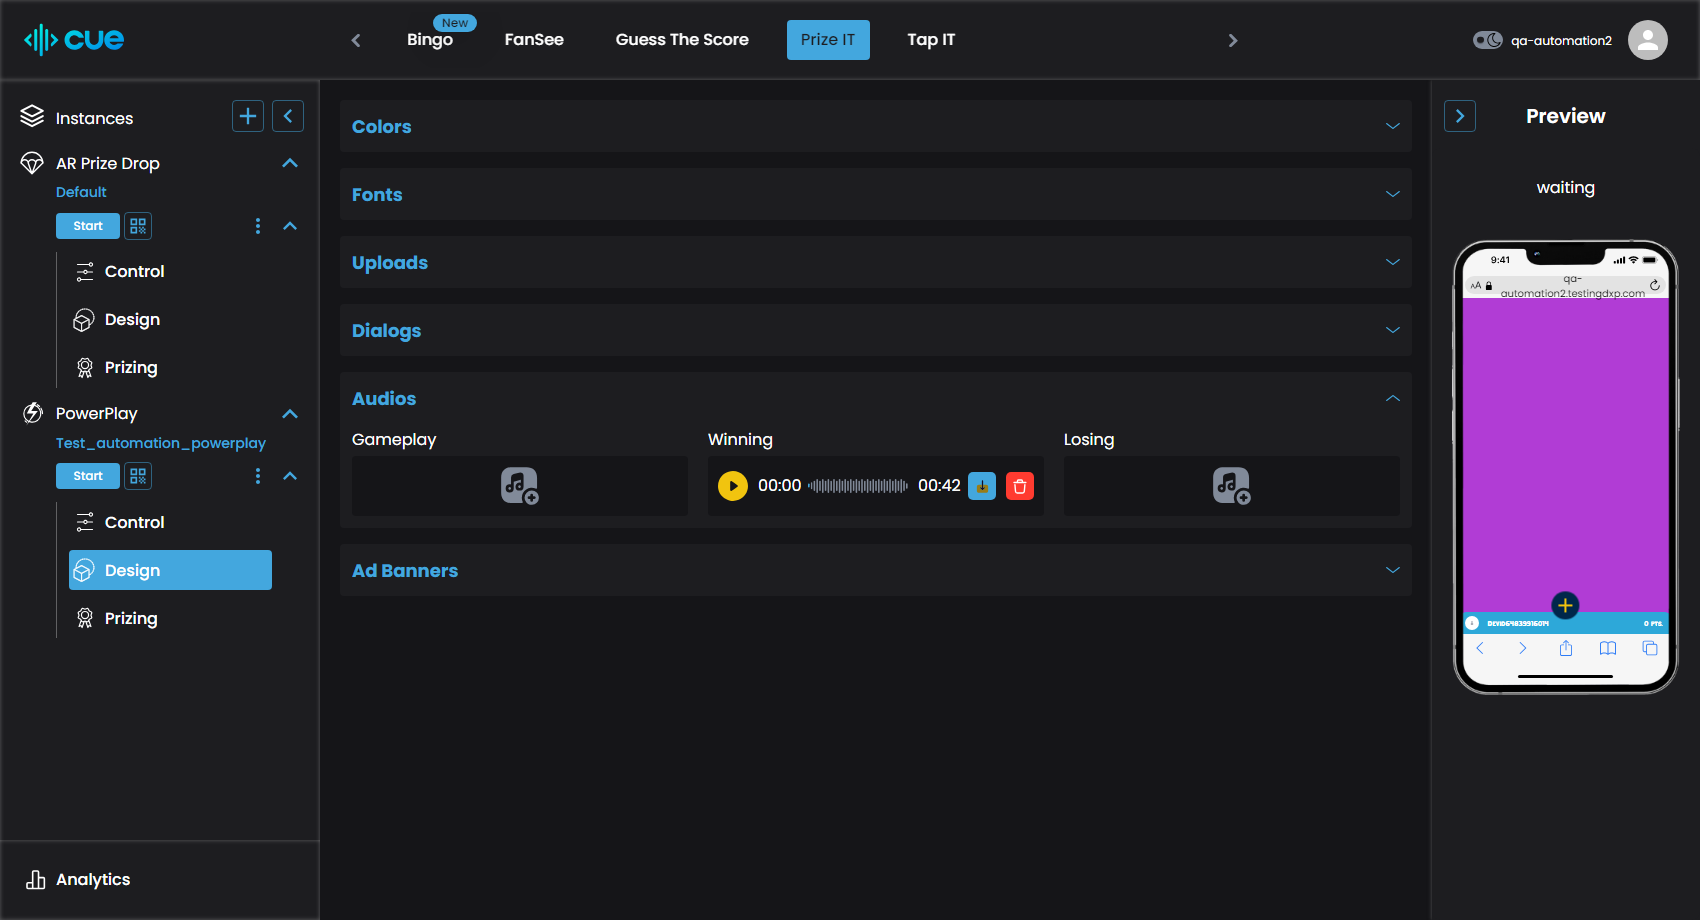 cue
New
Bingo
FanSee
Guess The Score
Prize IT
Tap IT
qa-automation2
Instances
AR Prize Drop
Default
Start
Control
Design
Prizing
PowerPlay
Test_automation_powerplay
Start
Control
Design
Prizing
Analytics
Colors
Fonts
Uploads
Dialogs
Audios
Gameplay
Winning
Losing
00:00
00:42
Ad Banners
Preview
waiting
9:41
AA
qa-
automation2.testingdxp.com
0 PTS.